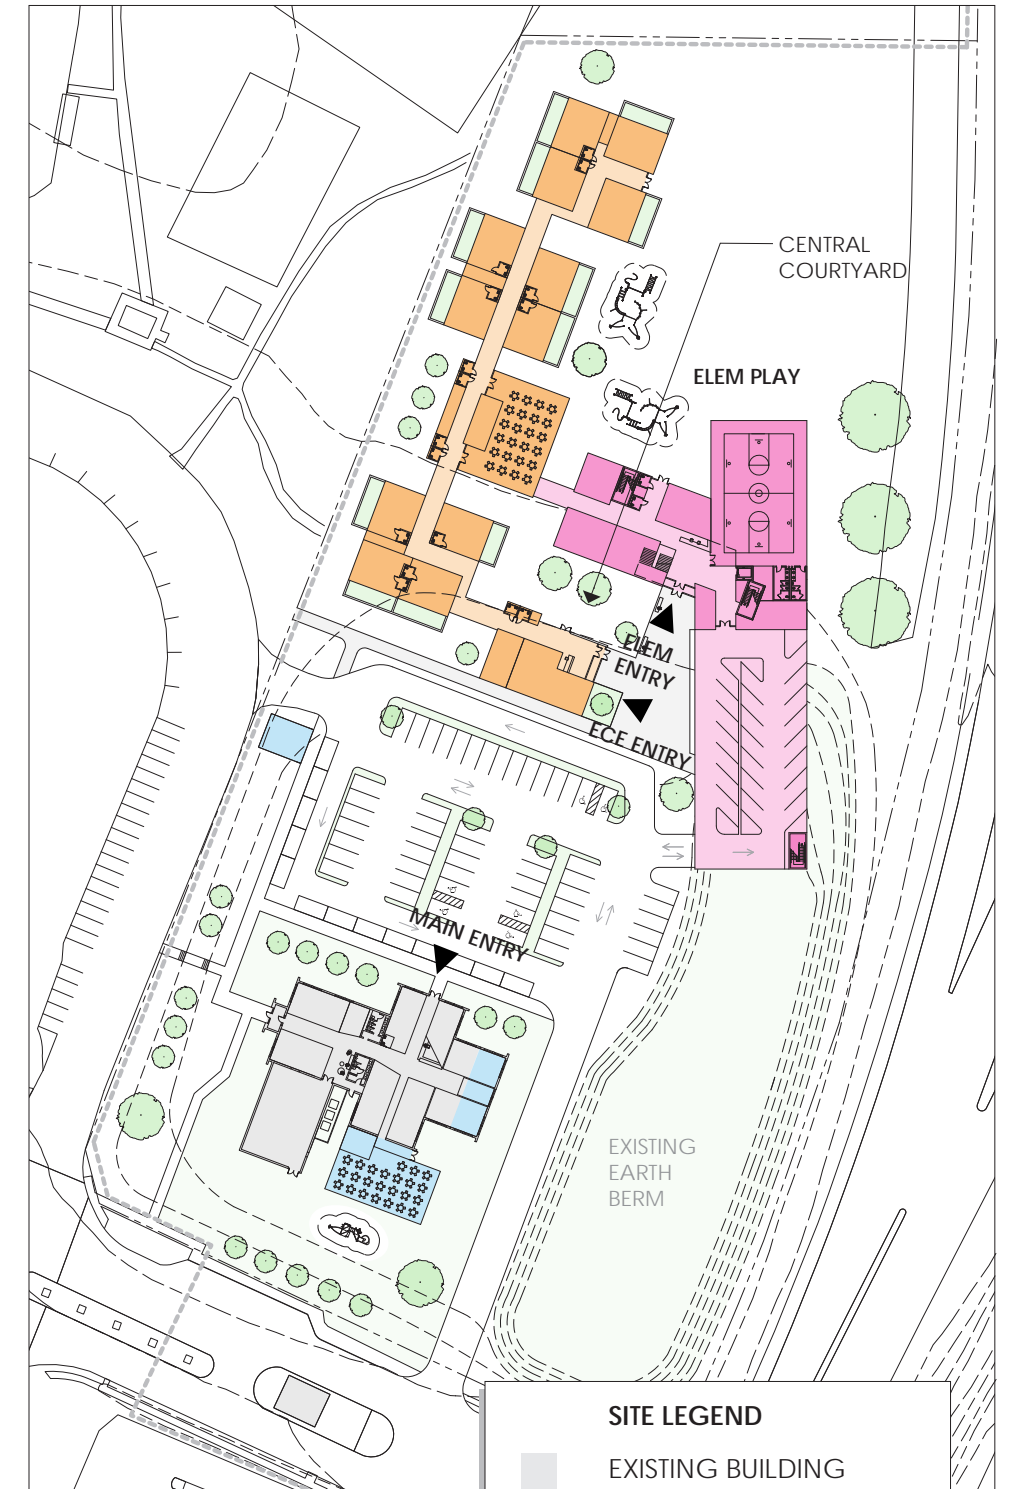 CENTRAL
COURTYARD
ELEM PLAY
ELEM
ENTRY
ECE ENTRY
MAIN ENTRY
EXISTING
EARTH
BERM
SITE LEGEND
EXISTING BUILDING